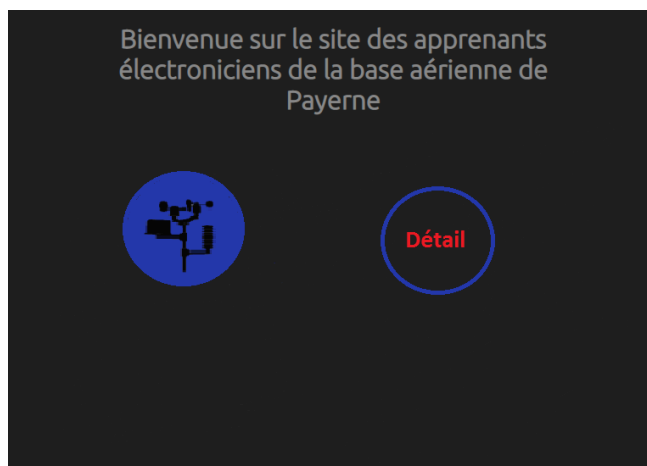 Bienvenue sur le site des apprenants
électroniciens de la base aérienne de
Payerne
Détail